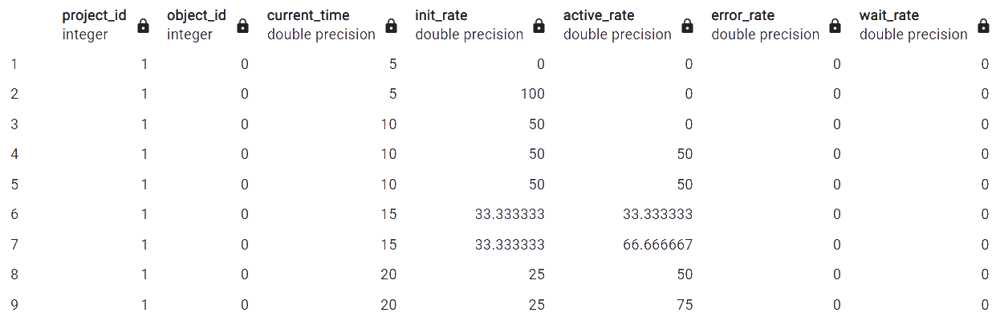 project_id object_id current_time init_rate active_rate error_rate wait_rate
integer integer double precision double precision double precision double precision double precision
1 1 0 5 0 0 0 0
2 1 0 5 100 0 0 0
3 1 0 10 50 0 0 0
4 1 0 10 50 50 0 0
5 1 0 10 50 50 0 0
6 1 0 15 33.333333 33.333333 0 0
7 1 0 15 33.333333 66.666667 0 0
8 1 0 20 25 50 0 0
9 1 0 20 25 75 0 0